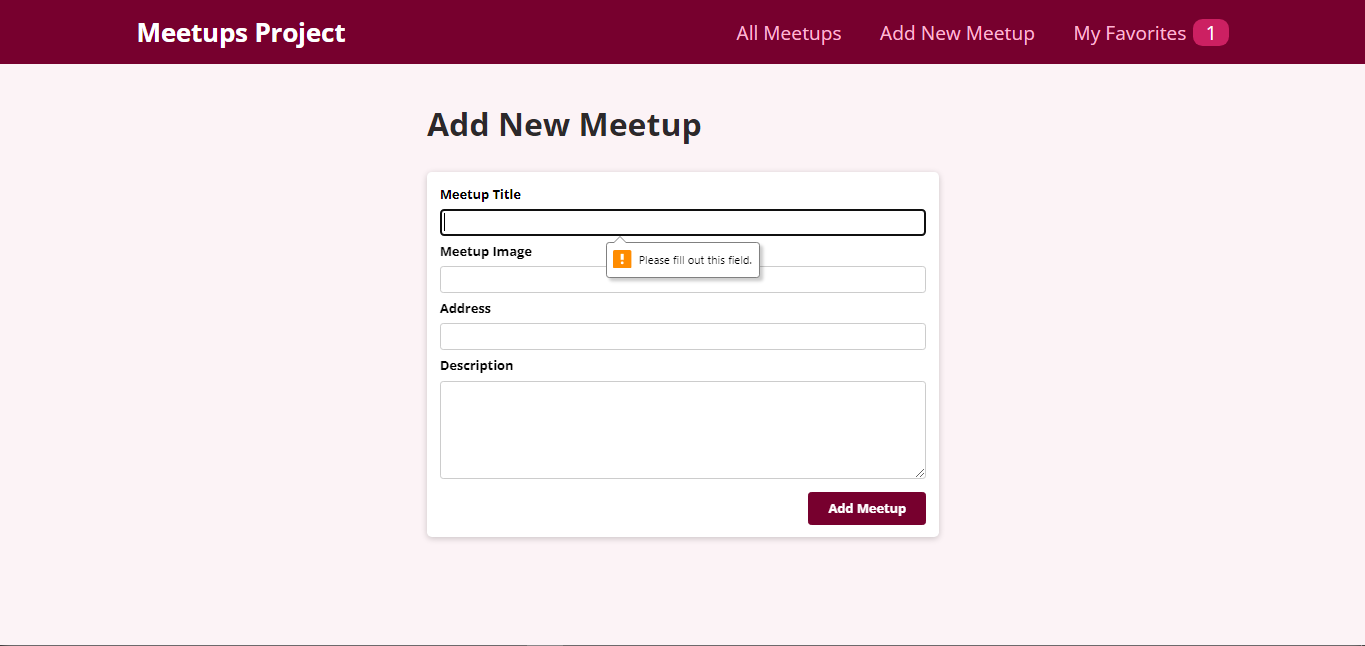 Meetups Project
All Meetups
Add New Meetup
My Favorites 1
Add New Meetup
Meetup Title
! Please fill out this field.
Meetup Image
Address
Description
Add Meetup